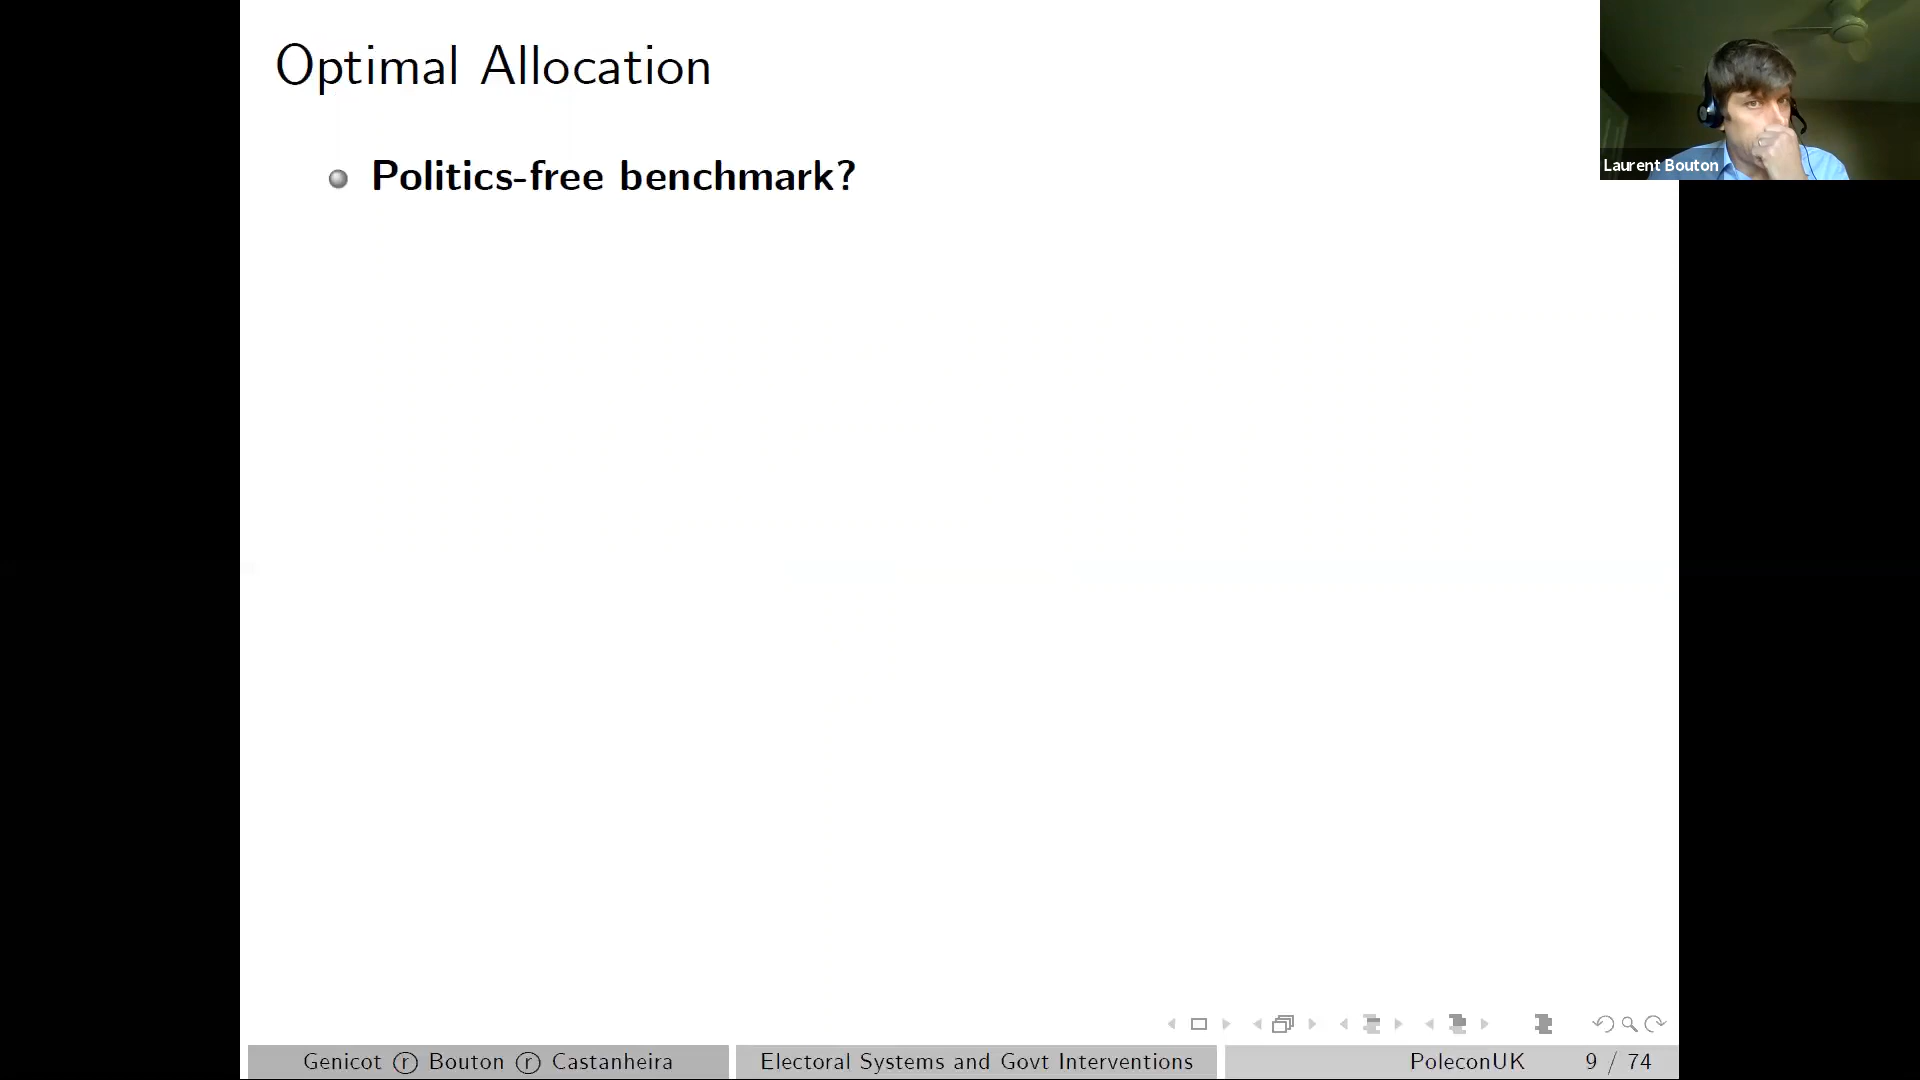 Optimal Allocation
Politics-free benchmark?
Laurent Bouton
Genicot ⓡ Bouton ⓡ Castanheira
Electoral Systems and Govt Interventions
PoleconUK 9 / 74